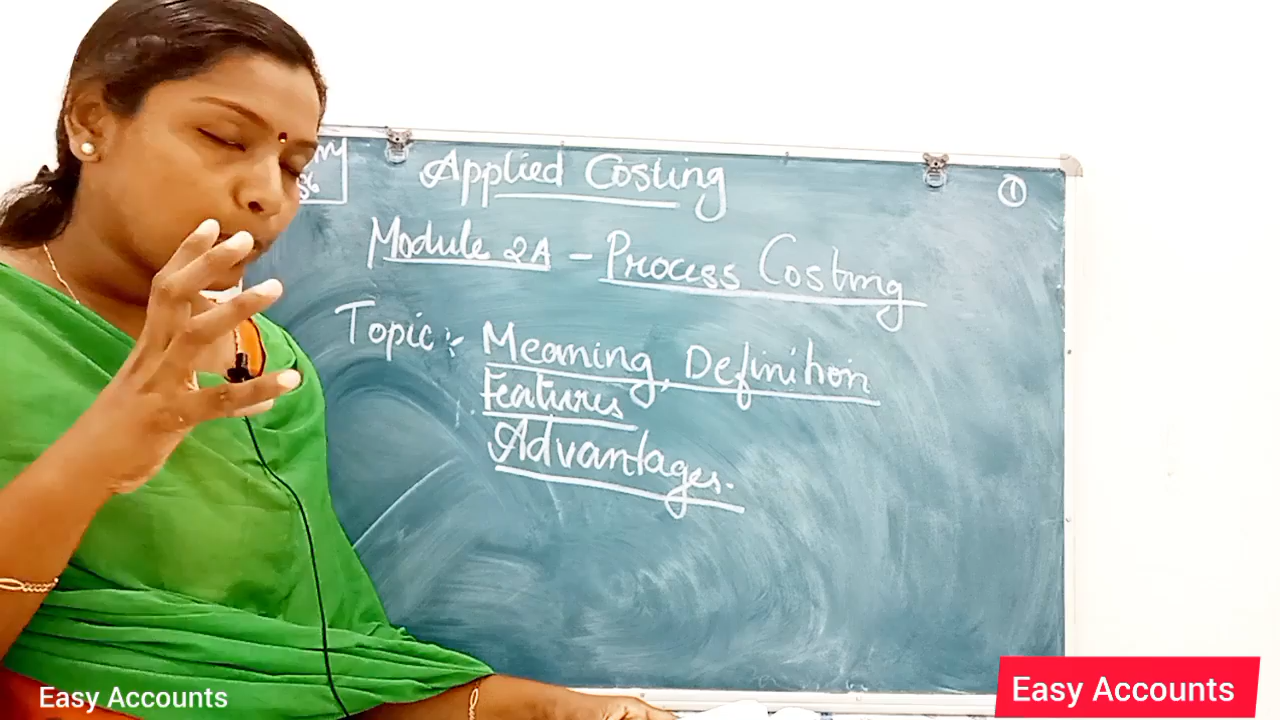 Applied Costing
①
Module 2A - Process Costing
Topic:- Meaning, Definition
Features
Advantages.
Easy Accounts
Easy Accounts